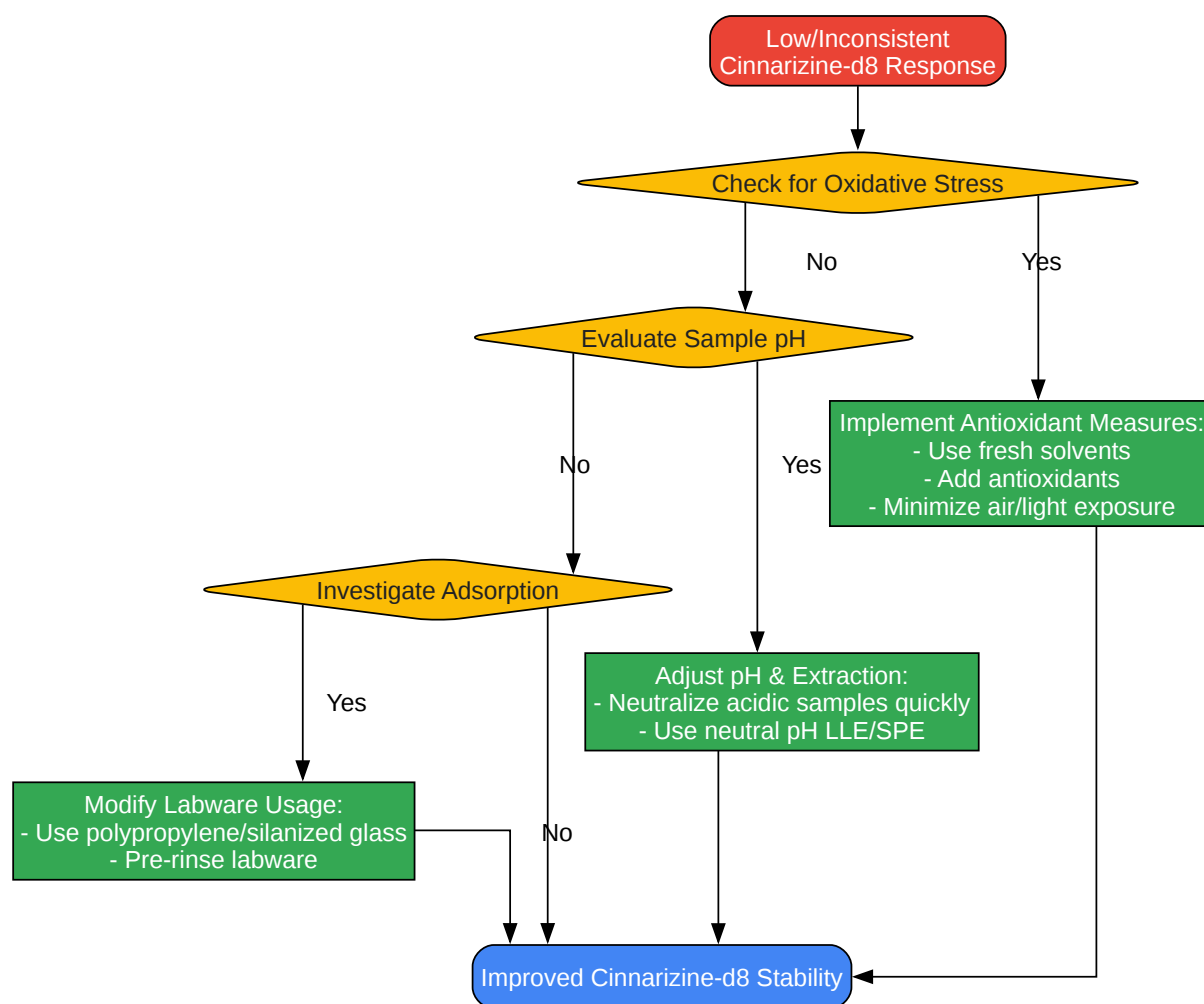 Low/Inconsistent
Cinnarizine-d8 Response
Check for Oxidative Stress
No
Yes
Evaluate Sample pH
Implement Antioxidant Measures:
- Use fresh solvents
- Add antioxidants
- Minimize air/light exposure
No
Yes
Investigate Adsorption
Adjust pH & Extraction:
- Neutralize acidic samples quickly
- Use neutral pH LLE/SPE
Yes
Modify Labware Usage:
- Use polypropylene/silanized glass
- Pre-rinse labware
No
Improved Cinnarizine-d8 Stability